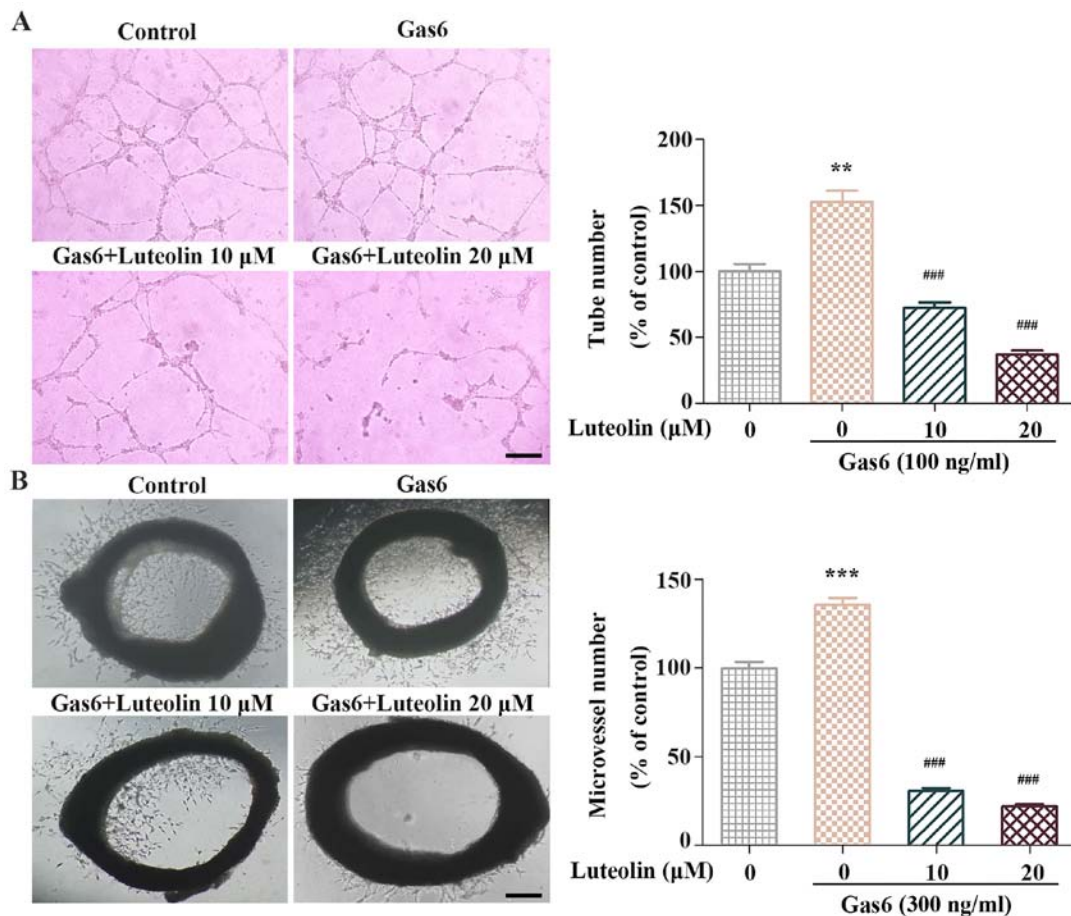 A
Control
Gas6
Gas6+Luteolin 10 μM
Gas6+Luteolin 20 μM
Tube number
(% of control)
200
150
100
50
0
**
###
###
Luteolin (μM)
0
0
10
20
Gas6 (100 ng/ml)
B
Control
Gas6
Gas6+Luteolin 10 μM
Gas6+Luteolin 20 μM
Microvessel number
(% of control)
150
100
50
0
***
###
###
Luteolin (μM)
0
0
10
20
Gas6 (300 ng/ml)